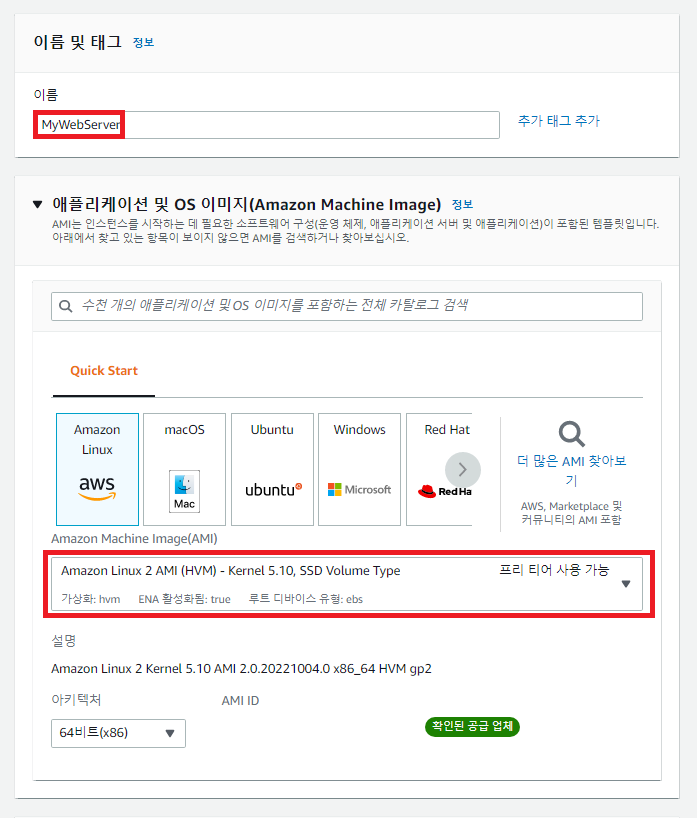 이름 및 태그 정보
이름
MyWebServer
추가 태그 추가
애플리케이션 및 OS 이미지(Amazon Machine Image) 정보
AMI는 인스턴스를 시작하는 데 필요한 소프트웨어 구성(운영 체제, 애플리케이션 서버 및 애플리케이션)이 포함된 템플릿입니다.
아래에서 찾고 있는 항목이 보이지 않으면 AMI를 검색하거나 찾아보십시오.
수천 개의 애플리케이션 및 OS 이미지를 포함하는 전체 카탈로그 검색
Quick Start
Amazon
Linux
aws
macOS
Mac
Ubuntu
ubuntu
Windows
Microsoft
Red Hat
Red Ha
더 많은 AMI 찾아보
기
AWS, Marketplace 및
커뮤니티의 AMI 포함
Amazon Machine Image(AMI)
Amazon Linux 2 AMI (HVM) - Kernel 5.10, SSD Volume Type 프리 티어 사용 가능
가상화: hvm ENA 활성화됨: true 루트 디바이스 유형: ebs
설명
Amazon Linux 2 Kernel 5.10 AMI 2.0.20221004.0 x86_64 HVM gp2
아키텍처 AMI ID
64비트(x86)
확인된 공급 업체